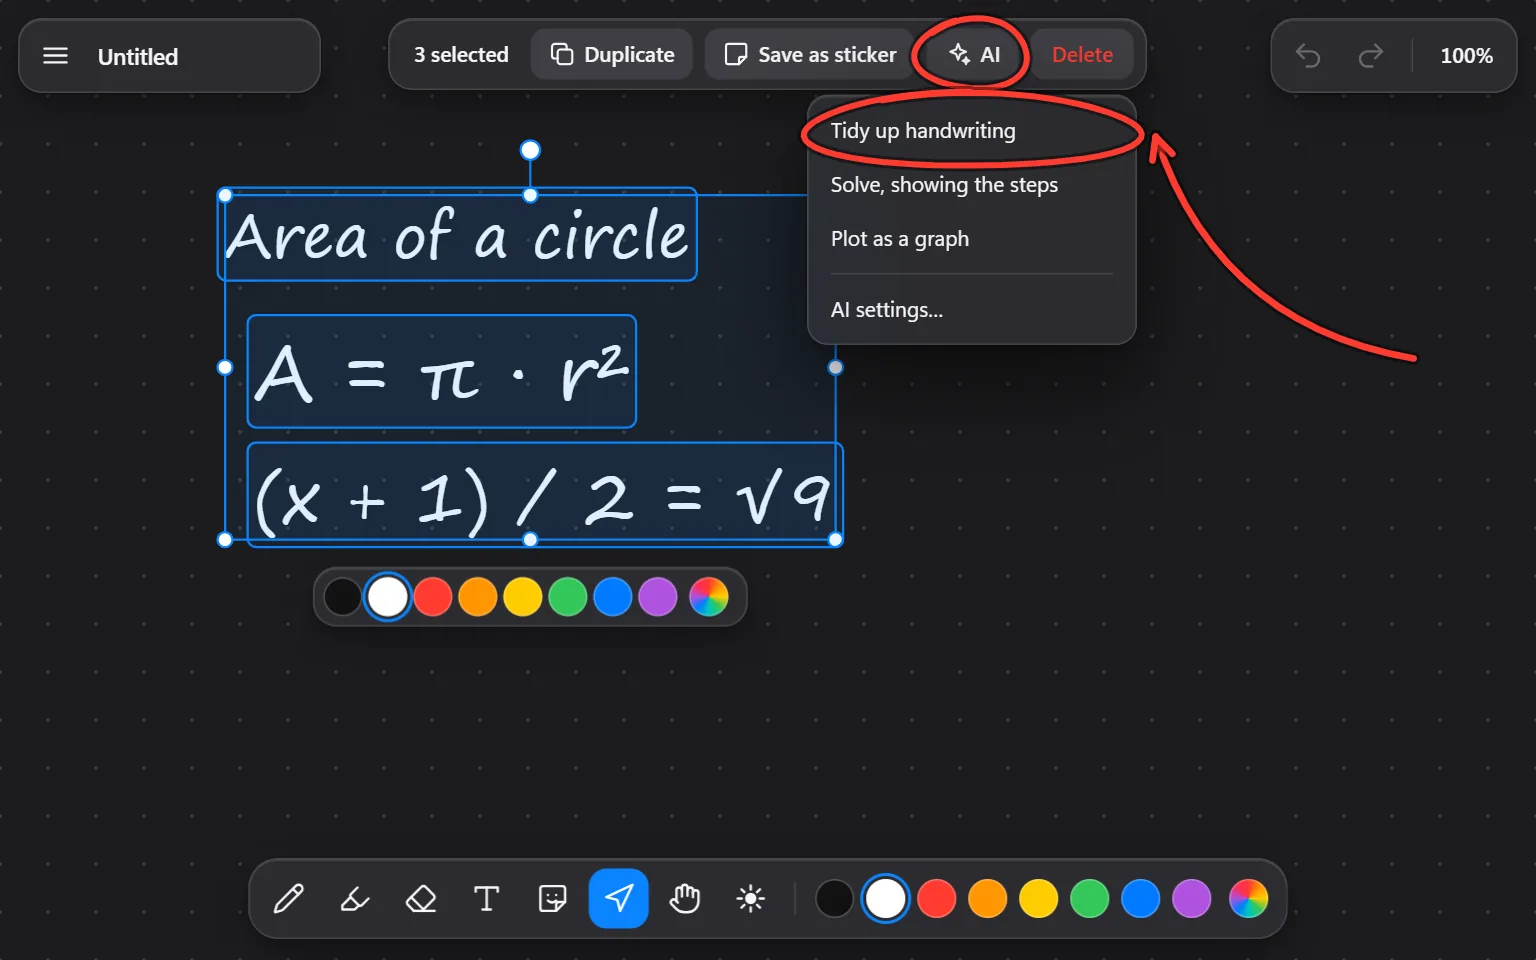 Untitled
3 selected Duplicate Save as sticker AI Delete
100%
Tidy up handwriting
Solve, showing the steps
Plot as a graph
AI settings...
Area of a circle
A = π · r²
(x + 1) / 2 = √9